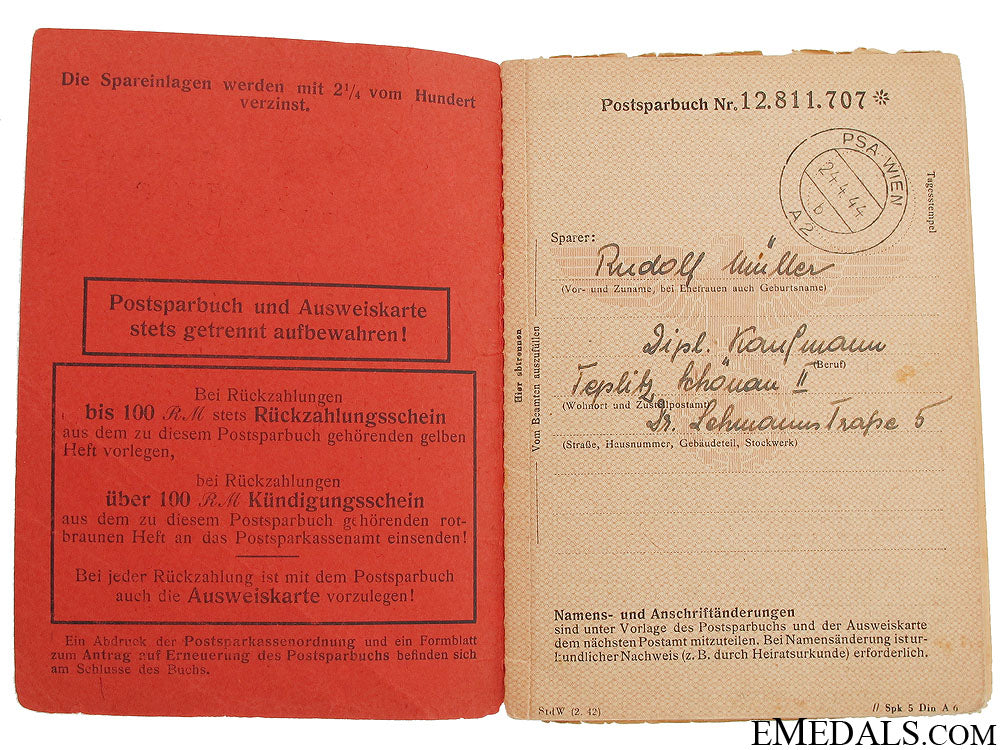 Die Spareinlagen werden mit 2¼ vom Hundert
verzinst.
Postsparbuch und Ausweiskarte
stets getrennt aufbewahren!
Bei Rückzahlungen
bis 100 RM stets Rückzahlungsschein
aus dem zu diesem Postsparbuch gehörenden gelben
Heft vorlegen,
bei Rückzahlungen
über 100 RM Kündigungsschein
aus dem zu diesem Postsparbuch gehörenden rot-
braunen Heft an das Postsparkassenamt einsenden!
Bei jeder Rückzahlung ist mit dem Postsparbuch
auch die Ausweiskarte vorzulegen!
Ein Abdruck der Postsparkassenordnung und ein Formblatt
zum Antrag auf Erneuerung des Postsparbuchs befinden sich
am Schlusse des Buchs.
Postsparbuch Nr. 12.811.707 *
PSA·WIEN
24.4.44
b
A2
Tagesstempel
Sparer:
Rudolf Müller
(Vor- und Zuname, bei Ehefrauen auch Geburtsname)
Dipl. Kaufmann
(Beruf)
Teplitz Schönau II
(Wohnort und Zustellpostamt)
Dr. Lehmannstraße 5
(Straße, Hausnummer, Gebäudeteil, Stockwerk)
Hier abtrennen
Vom Beamten auszufüllen
Namens- und Anschriftänderungen
sind unter Vorlage des Postsparbuchs und der Ausweiskarte
dem nächsten Postamt mitzuteilen. Bei Namensänderung ist ur-
kundlicher Nachweis (z. B. durch Heiratsurkunde) erforderlich.
StdW (2. 42)
// Spk 5 Din A 6
EMEDALS.COM